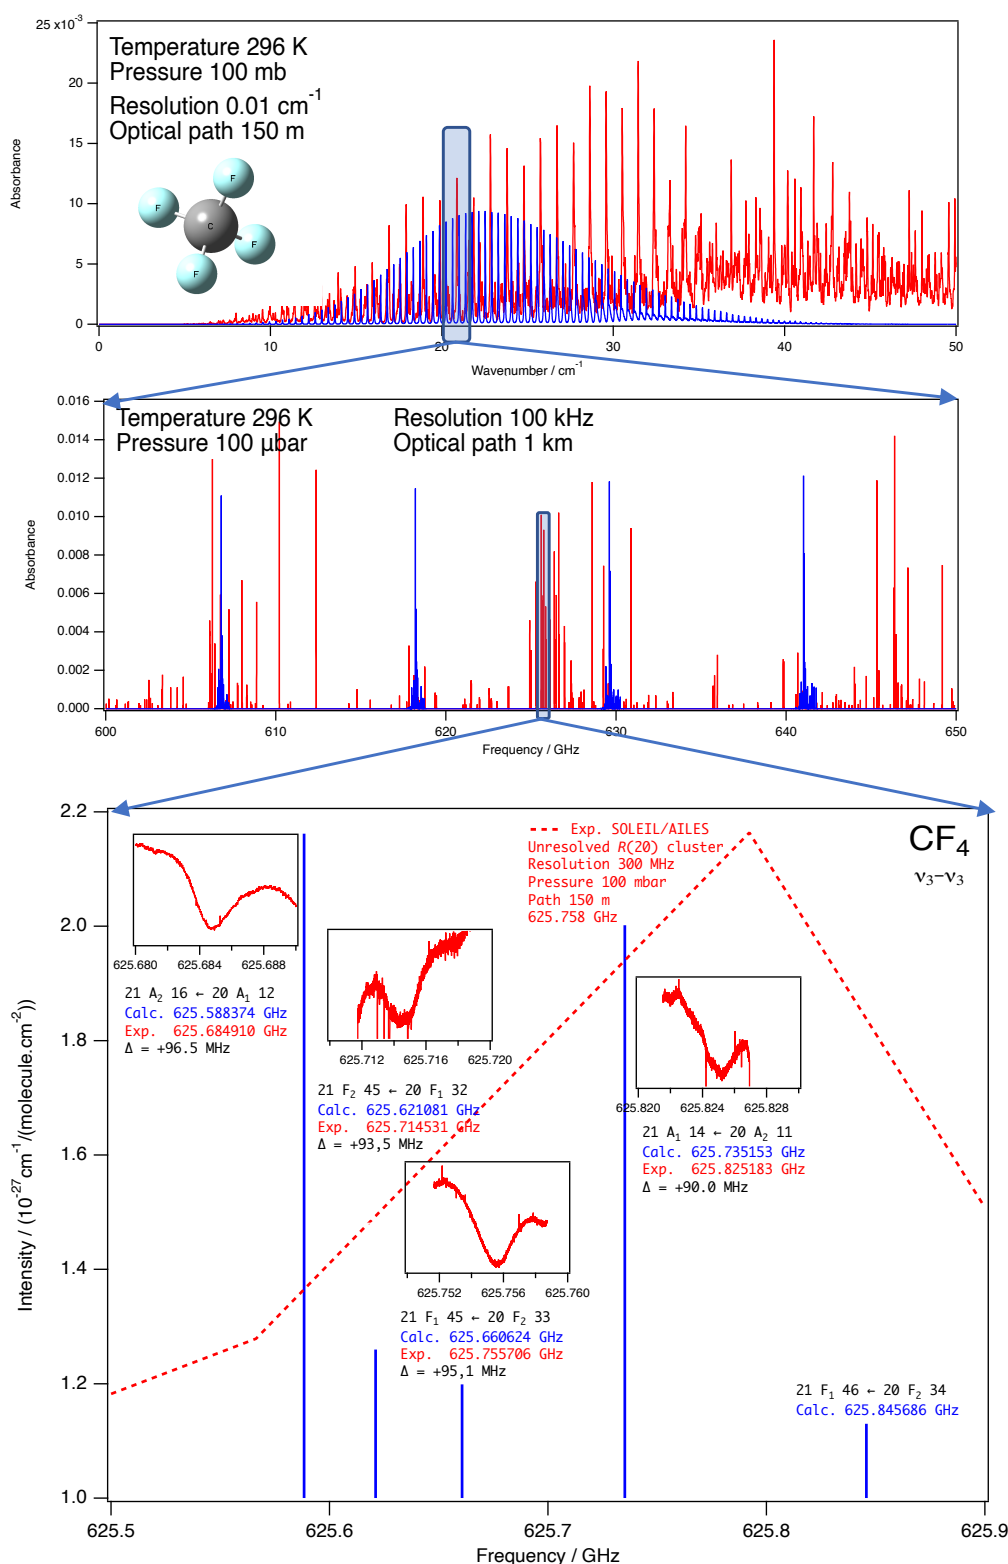 25 x10-3
20
15
10
5
0
Absorbance
Temperature 296 K
Pressure 100 mb
Resolution 0.01 cm-1
Optical path 150 m
F
F
C
F
F
0
10
20
30
40
50
Wavenumber / cm-1
0.016
0.014
0.012
0.010
0.008
0.006
0.004
0.002
0.000
Absorbance
Temperature 296 K
Pressure 100 µbar
Resolution 100 kHz
Optical path 1 km
600
610
620
630
640
650
Frequency / GHz
2.2
2.0
1.8
1.6
1.4
1.2
1.0
Intensity / (10-27 cm-1/(molecule.cm-2))
Exp. SOLEIL/AILES
Unresolved R(20) cluster
Resolution 300 MHz
Pressure 100 mbar
Path 150 m
625.758 GHz
CF4
ν3–ν3
625.680
625.684
625.688
21 A2 16 ← 20 A1 12
Calc. 625.588374 GHz
Exp. 625.684910 GHz
Δ = +96.5 MHz
625.712
625.716
625.720
21 F2 45 ← 20 F1 32
Calc. 625.621081 GHz
Exp. 625.714531 GHz
Δ = +93,5 MHz
625.820
625.824
625.828
21 A1 14 ← 20 A2 11
Calc. 625.735153 GHz
Exp. 625.825183 GHz
Δ = +90.0 MHz
625.752
625.756
625.760
21 F1 45 ← 20 F2 33
Calc. 625.660624 GHz
Exp. 625.755706 GHz
Δ = +95,1 MHz
21 F1 46 ← 20 F2 34
Calc. 625.845686 GHz
625.5
625.6
625.7
625.8
625.9
Frequency / GHz